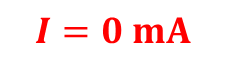 I = 0 mA